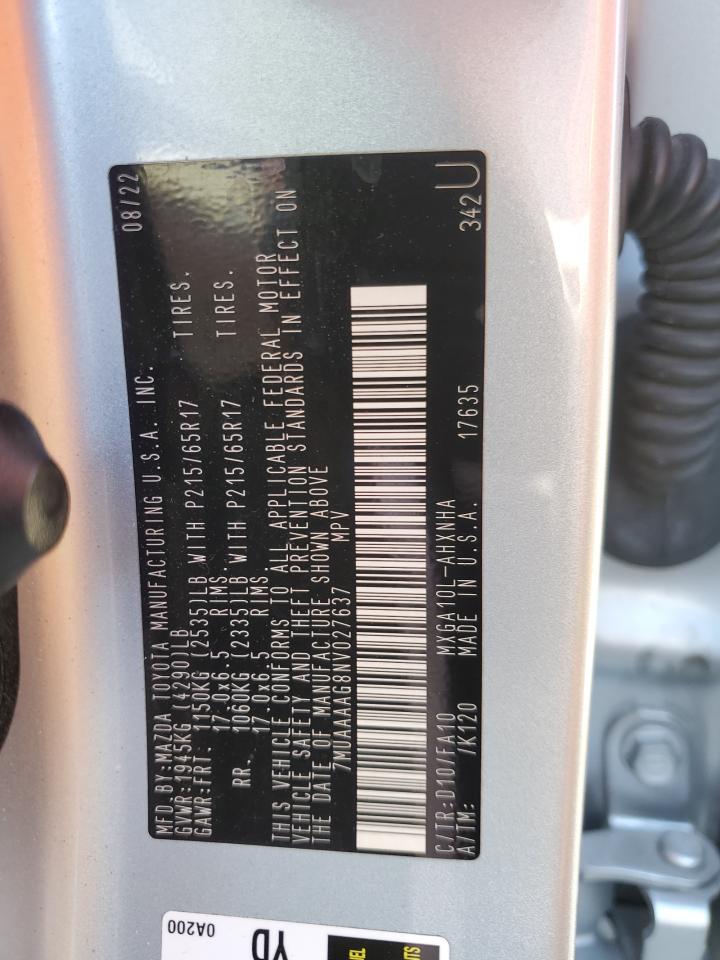 MFD.BY:MAZDA TOYOTA MANUFACTURING U.S.A. INC. 08/22
GVWR:1945KG (4290)LB
GAWR:FRT: 1150KG (2535)LB WITH P215/65R17 TIRES.
17.0x6.5 RIMS.
RR. 1060KG (2335)LB WITH P215/65R17 TIRES.
17.0x6.5 RIMS.
THIS VEHICLE CONFORMS TO ALL APPLICABLE FEDERAL MOTOR
VEHICLE SAFETY AND THEFT PREVENTION STANDARDS IN EFFECT ON
THE DATE OF MANUFACTURE SHOWN ABOVE
7MUAAAAG8NV027637 MPV
C/TR:D10/FA10 MXGA10L-AHXNHA
A/TM: /K120 MADE IN U.S.A. 17635 342 U
0A200
YD